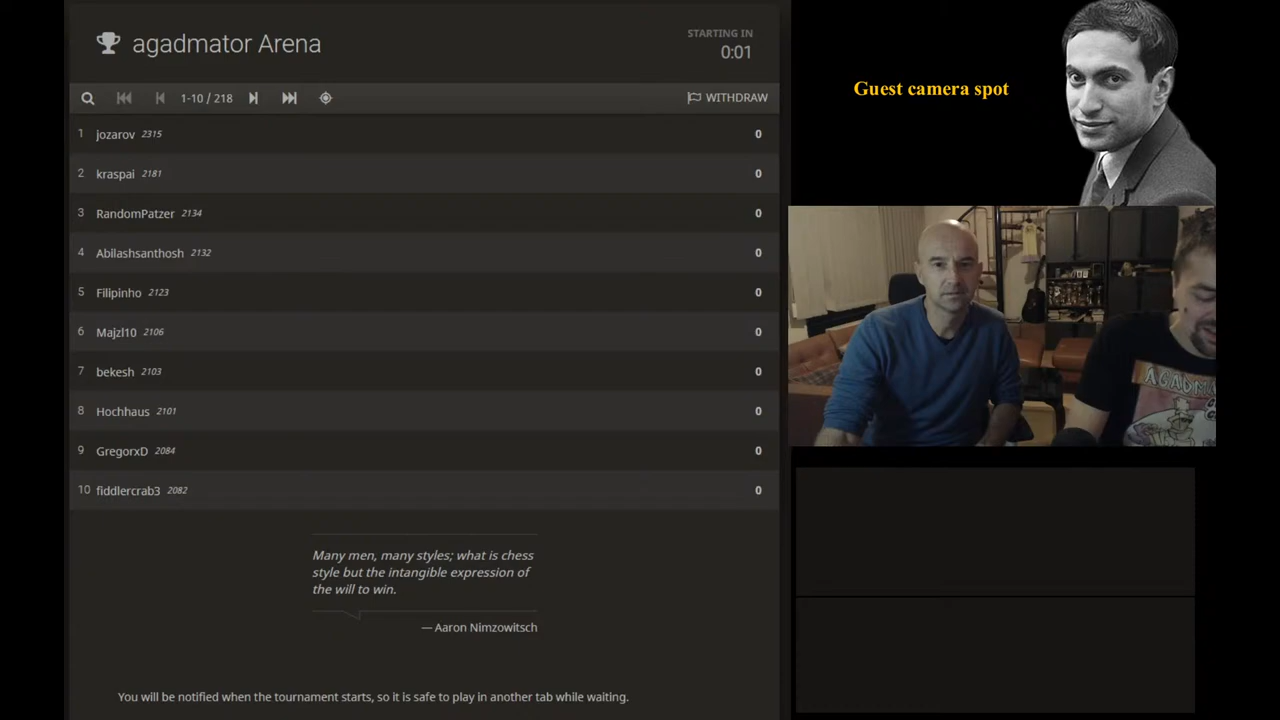 agadmator Arena
STARTING IN
0:01
1-10 / 218
WITHDRAW
1 jozarov 2315 0
2 kraspai 2181 0
3 RandomPatzer 2134 0
4 Abilashsanthosh 2132 0
5 Filipinho 2123 0
6 Majzl10 2106 0
7 bekesh 2103 0
8 Hochhaus 2101 0
9 GregorxD 2084 0
10 fiddlercrab3 2082 0
Many men, many styles; what is chess
style but the intangible expression of
the will to win.
— Aaron Nimzowitsch
You will be notified when the tournament starts, so it is safe to play in another tab while waiting.
Guest camera spot